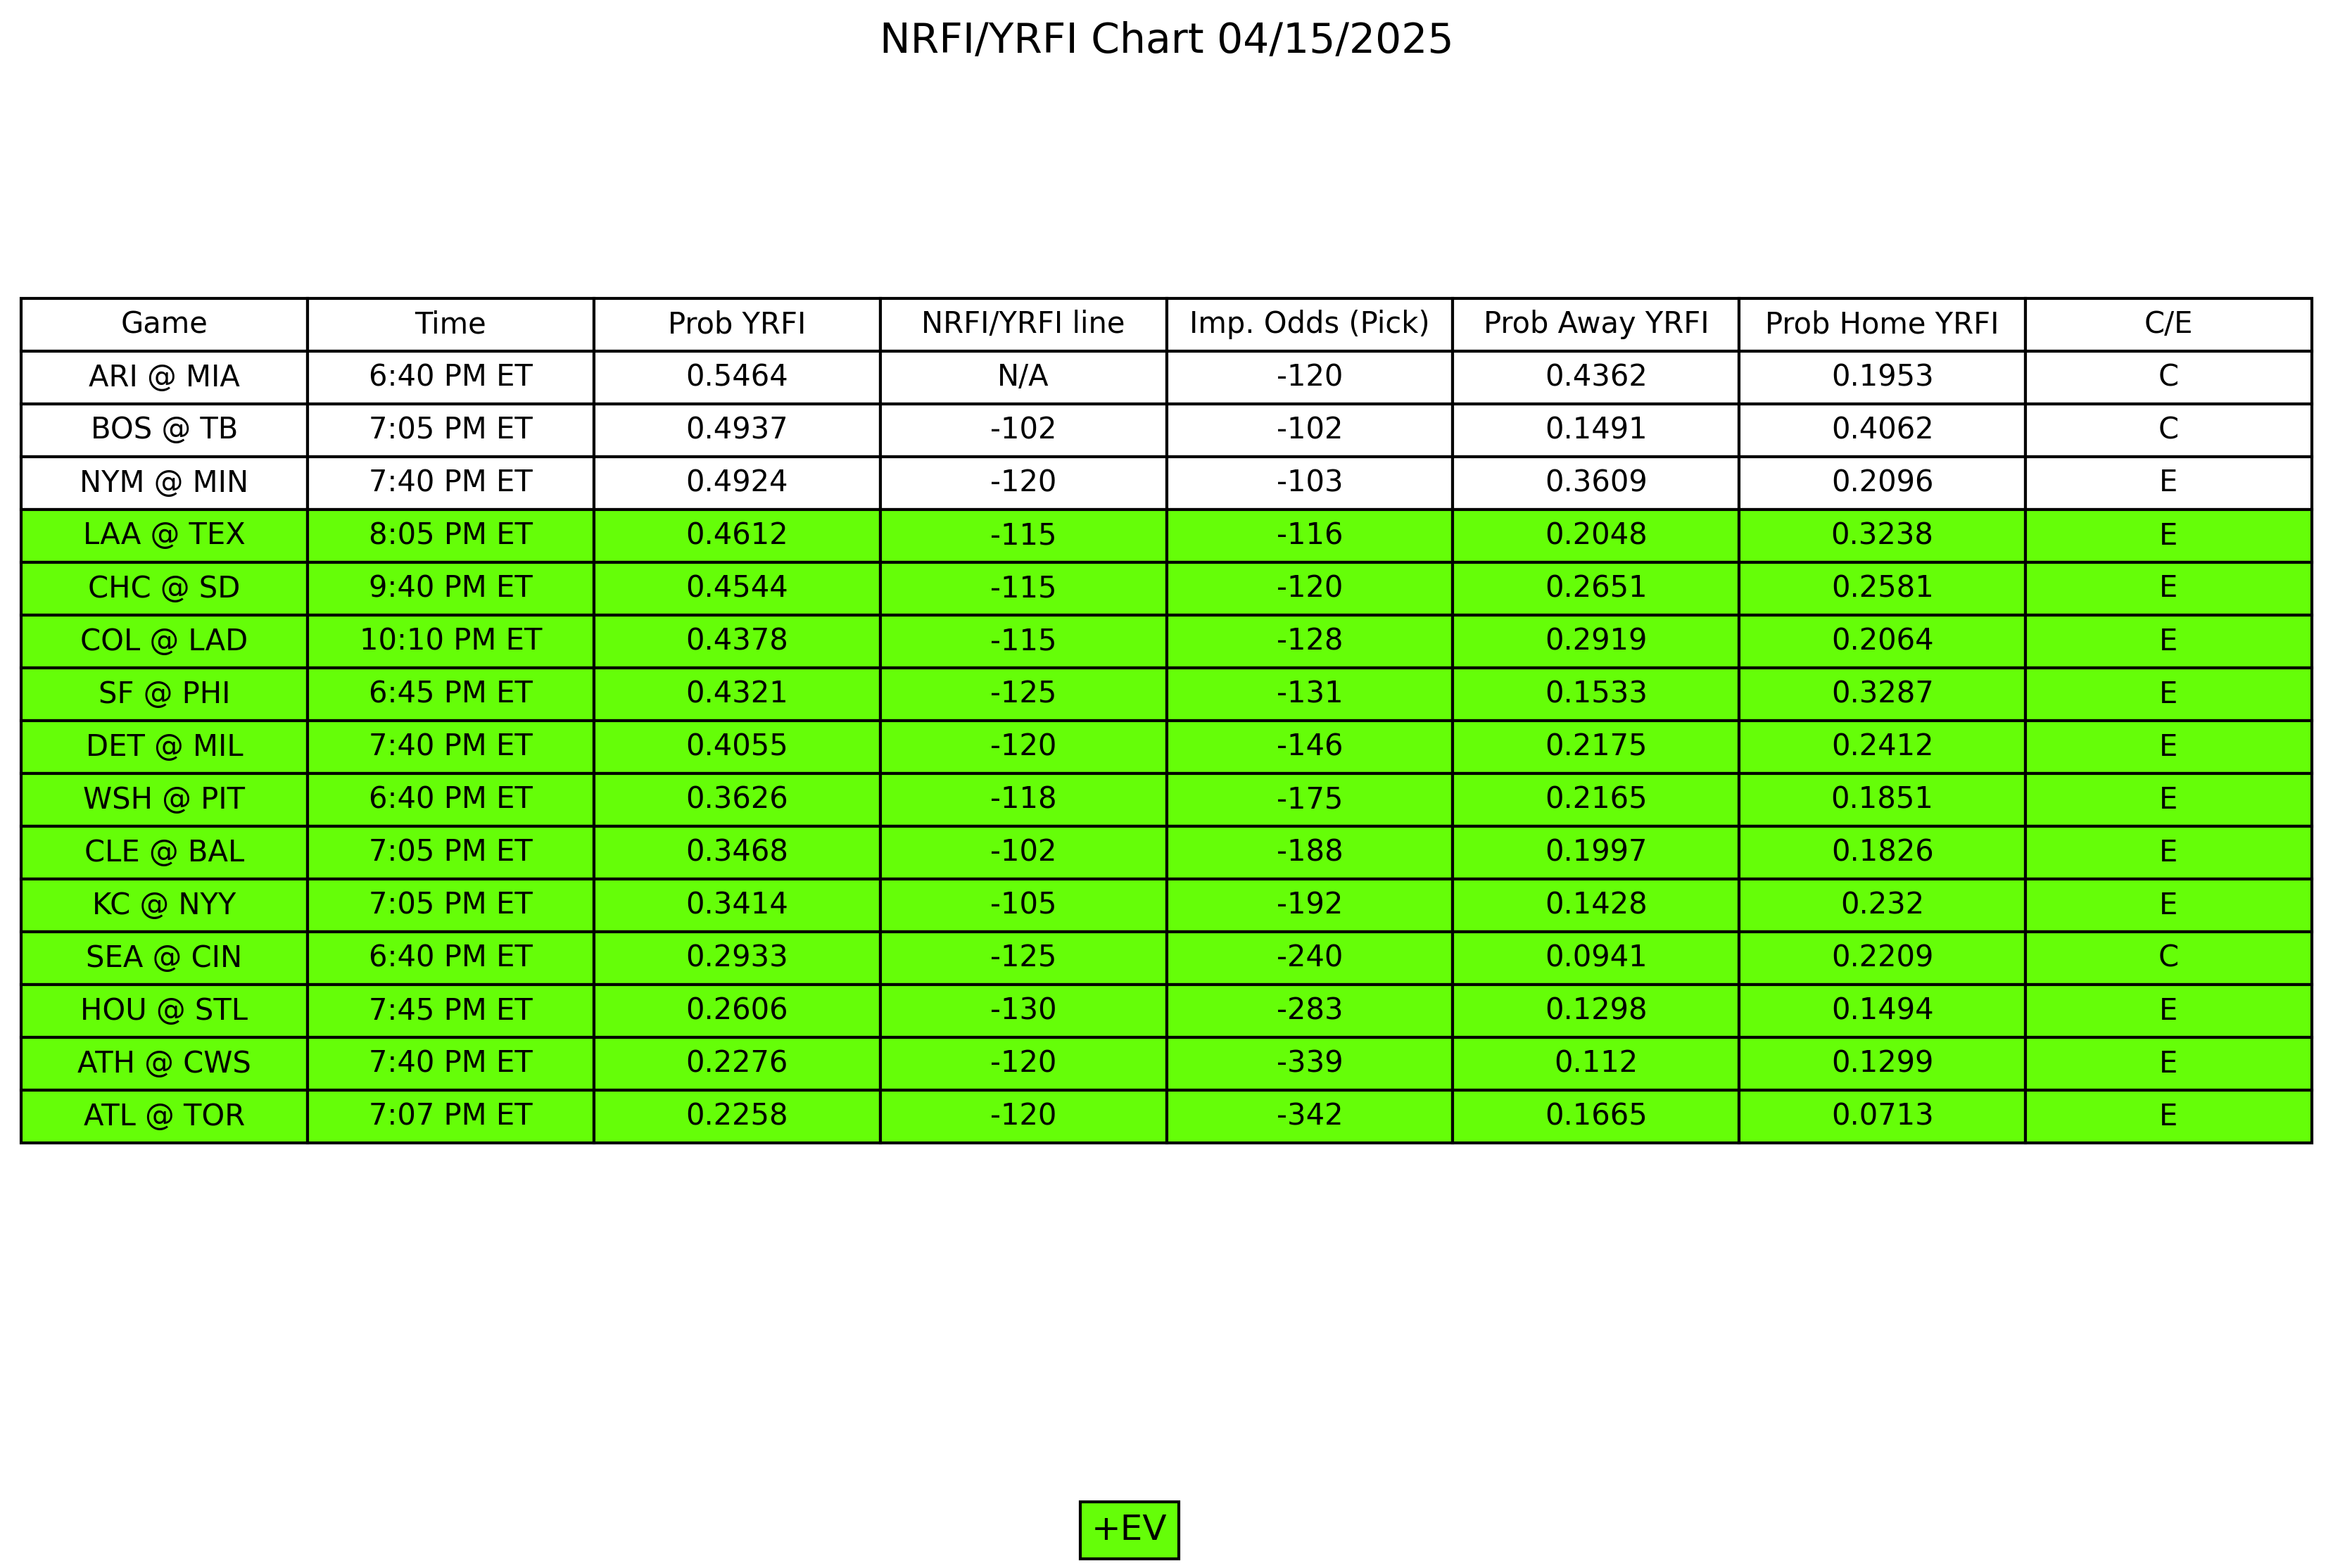 NRFI/YRFI Chart 04/15/2025
Game Time Prob YRFI NRFI/YRFI line Imp. Odds (Pick) Prob Away YRFI Prob Home YRFI C/E
ARI @ MIA 6:40 PM ET 0.5464 N/A -120 0.4362 0.1953 C
BOS @ TB 7:05 PM ET 0.4937 -102 -102 0.1491 0.4062 C
NYM @ MIN 7:40 PM ET 0.4924 -120 -103 0.3609 0.2096 E
LAA @ TEX 8:05 PM ET 0.4612 -115 -116 0.2048 0.3238 E
CHC @ SD 9:40 PM ET 0.4544 -115 -120 0.2651 0.2581 E
COL @ LAD 10:10 PM ET 0.4378 -115 -128 0.2919 0.2064 E
SF @ PHI 6:45 PM ET 0.4321 -125 -131 0.1533 0.3287 E
DET @ MIL 7:40 PM ET 0.4055 -120 -146 0.2175 0.2412 E
WSH @ PIT 6:40 PM ET 0.3626 -118 -175 0.2165 0.1851 E
CLE @ BAL 7:05 PM ET 0.3468 -102 -188 0.1997 0.1826 E
KC @ NYY 7:05 PM ET 0.3414 -105 -192 0.1428 0.232 E
SEA @ CIN 6:40 PM ET 0.2933 -125 -240 0.0941 0.2209 C
HOU @ STL 7:45 PM ET 0.2606 -130 -283 0.1298 0.1494 E
ATH @ CWS 7:40 PM ET 0.2276 -120 -339 0.112 0.1299 E
ATL @ TOR 7:07 PM ET 0.2258 -120 -342 0.1665 0.0713 E
+EV